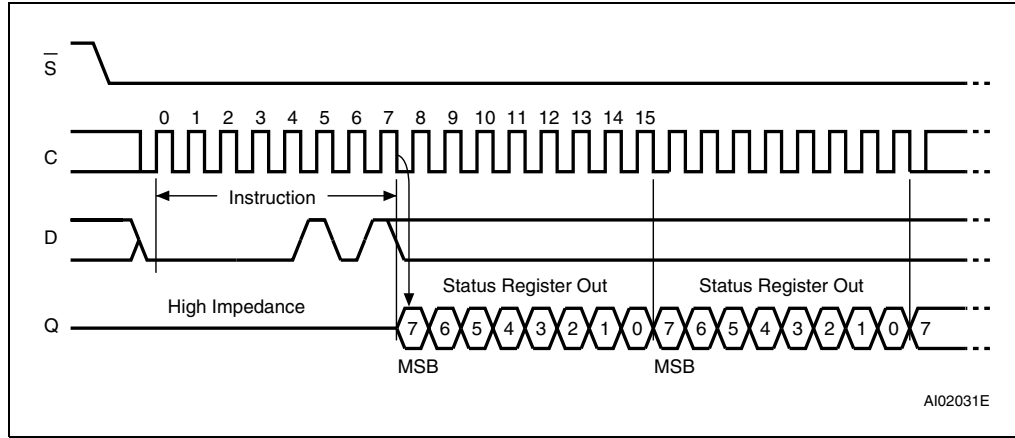 S
0 1 2 3 4 5 6 7 8 9 10 11 12 13 14 15
C
Instruction
D
Status Register Out Status Register Out
High Impedance
Q 7 6 5 4 3 2 1 0 7 6 5 4 3 2 1 0 7
MSB MSB
AI02031E